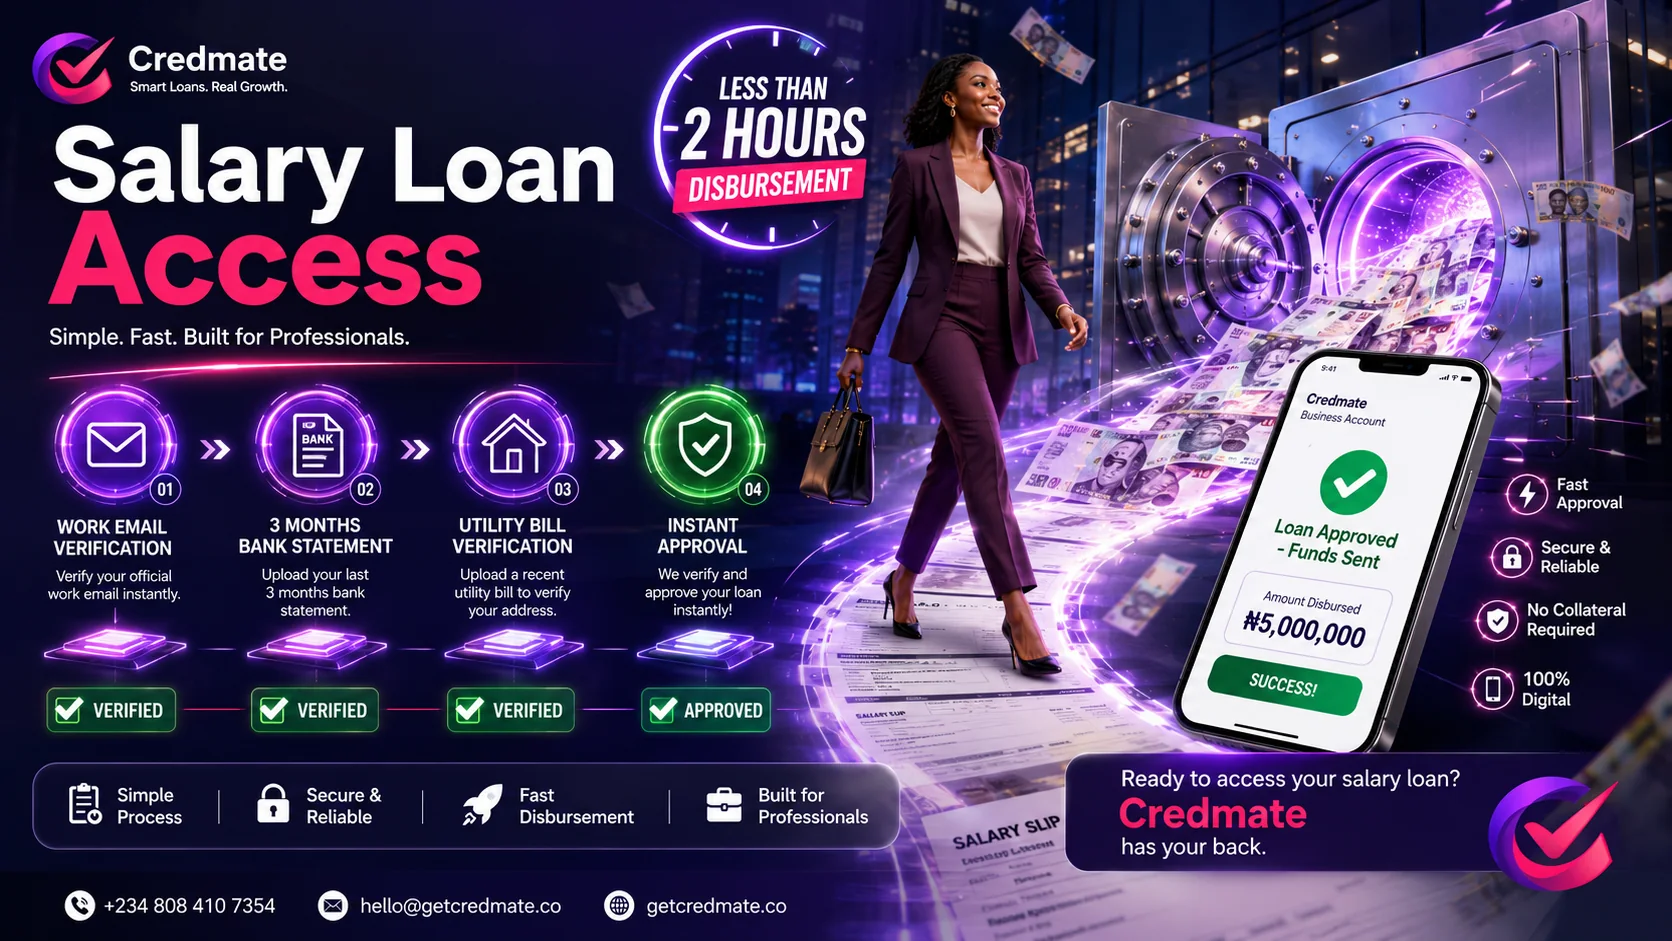 Credmate
Smart Loans. Real Growth.
Salary Loan
Access
Simple. Fast. Built for Professionals.
LESS THAN
2 HOURS
DISBURSEMENT
01
WORK EMAIL
VERIFICATION
Verify your official
work email instantly.
VERIFIED
BANK
02
3 MONTHS
BANK STATEMENT
Upload your last
3 months bank
statement.
VERIFIED
03
UTILITY BILL
VERIFICATION
Upload a recent
utility bill to verify
your address.
VERIFIED
04
INSTANT
APPROVAL
We verify and
approve your loan
instantly!
APPROVED
9:41
Credmate
Business Account
Loan Approved
- Funds Sent
Amount Disbursed
₦5,000,000
SUCCESS!
Fast
Approval
Secure &
Reliable
No Collateral
Required
100%
Digital
SALARY SLIP
SALARY SLIP
Simple
Process
Secure &
Reliable
Fast
Disbursement
Built for
Professionals
Ready to access your salary loan?
Credmate
has your back.
+234 808 410 7354
hello@getcredmate.co
getcredmate.co